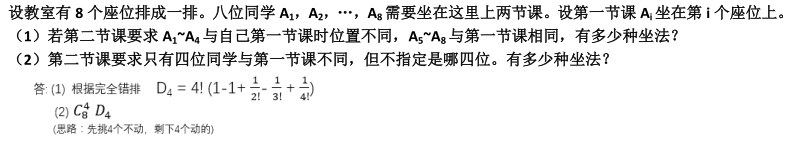 设教室有 8 个座位排成一排。八位同学 A₁，A₂，…，A₈ 需要坐在这里上两节课。设第一节课 Aᵢ 坐在第 i 个座位上。
（1）若第二节课要求 A₁~A₄ 与自己第一节课时位置不同，A₅~A₈ 与第一节课相同，有多少种坐法？
（2）第二节课要求只有四位同学与第一节课不同，但不指定是哪四位。有多少种坐法？
答: (1) 根据完全错排 D₄ = 4! (1-1+ 1/2! - 1/3! + 1/4!)
(2) C₈⁴ D₄
(思路：先挑4个不动，剩下4个动的)